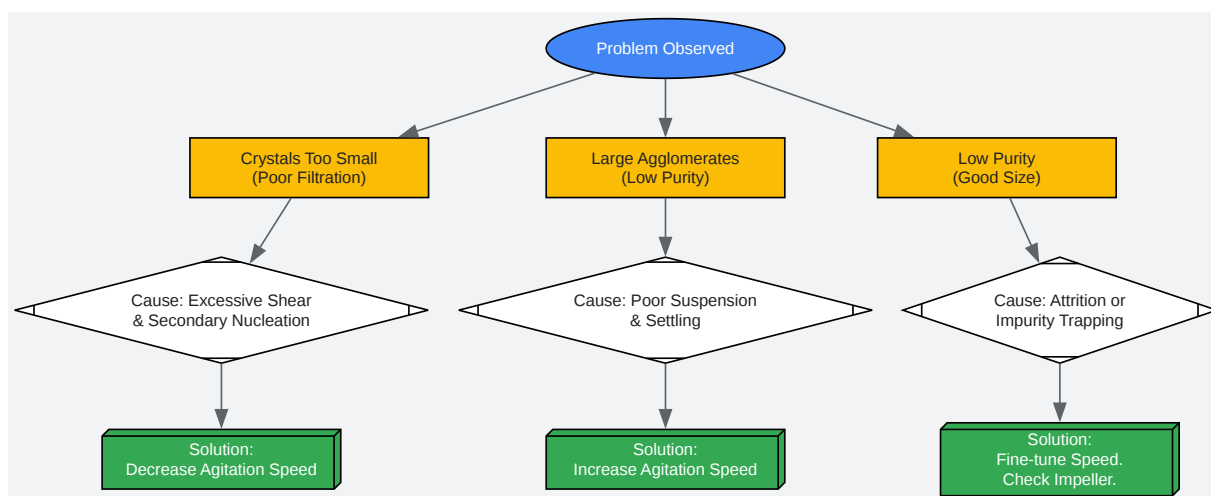 Problem Observed
Crystals Too Small
(Poor Filtration)
Large Agglomerates
(Low Purity)
Low Purity
(Good Size)
Cause: Excessive Shear
& Secondary Nucleation
Cause: Poor Suspension
& Settling
Cause: Attrition or
Impurity Trapping
Solution:
Decrease Agitation Speed
Solution:
Increase Agitation Speed
Solution:
Fine-tune Speed.
Check Impeller.